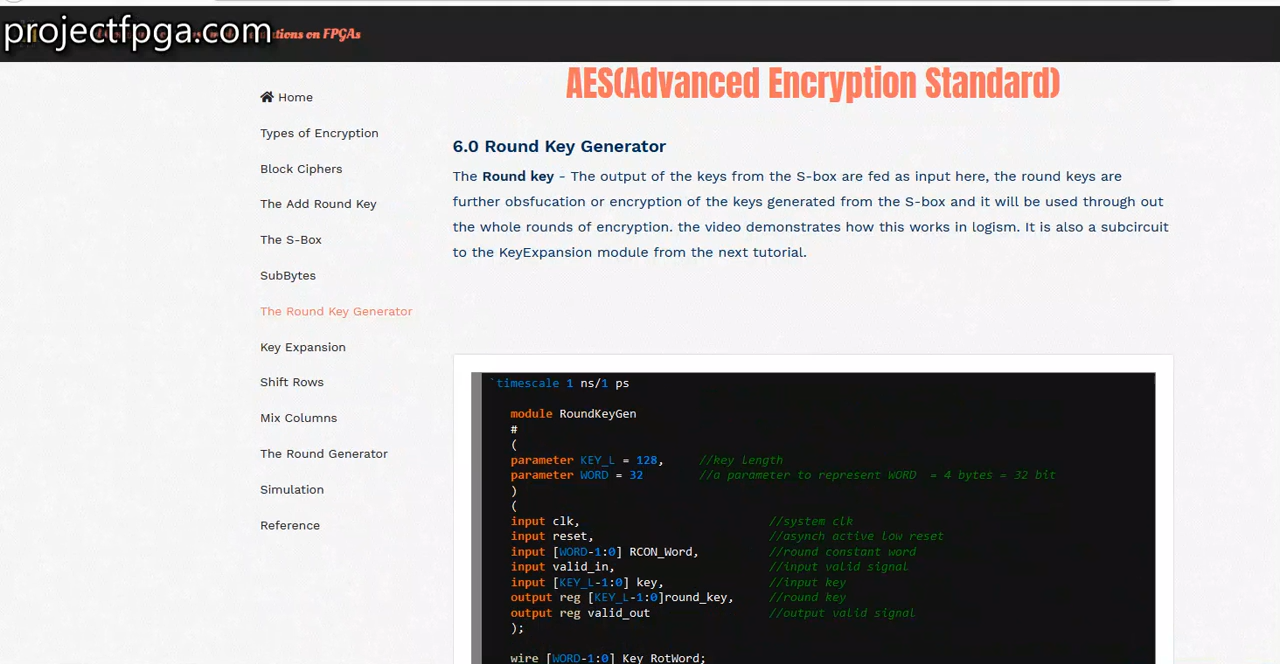 projectfpga.com
tions on FPGAs
AES(Advanced Encryption Standard)
Home
Types of Encryption
Block Ciphers
The Add Round Key
The S-Box
SubBytes
The Round Key Generator
Key Expansion
Shift Rows
Mix Columns
The Round Generator
Simulation
Reference
6.0 Round Key Generator
The Round key - The output of the keys from the S-box are fed as input here, the round keys are
further obsfucation or encryption of the keys generated from the S-box and it will be used through out
the whole rounds of encryption. the video demonstrates how this works in logism. It is also a subcircuit
to the KeyExpansion module from the next tutorial.
`timescale 1 ns/1 ps
module RoundKeyGen
#
(
parameter KEY_L = 128, //key length
parameter WORD = 32 //a parameter to represent WORD = 4 bytes = 32 bit
)
(
input clk, //system clk
input reset, //asynch active low reset
input [WORD-1:0] RCON_Word, //round constant word
input valid_in, //input valid signal
input [KEY_L-1:0] key, //input key
output reg [KEY_L-1:0]round_key, //round key
output reg valid_out //output valid signal
);
wire [WORD-1:0] Key_RotWord;